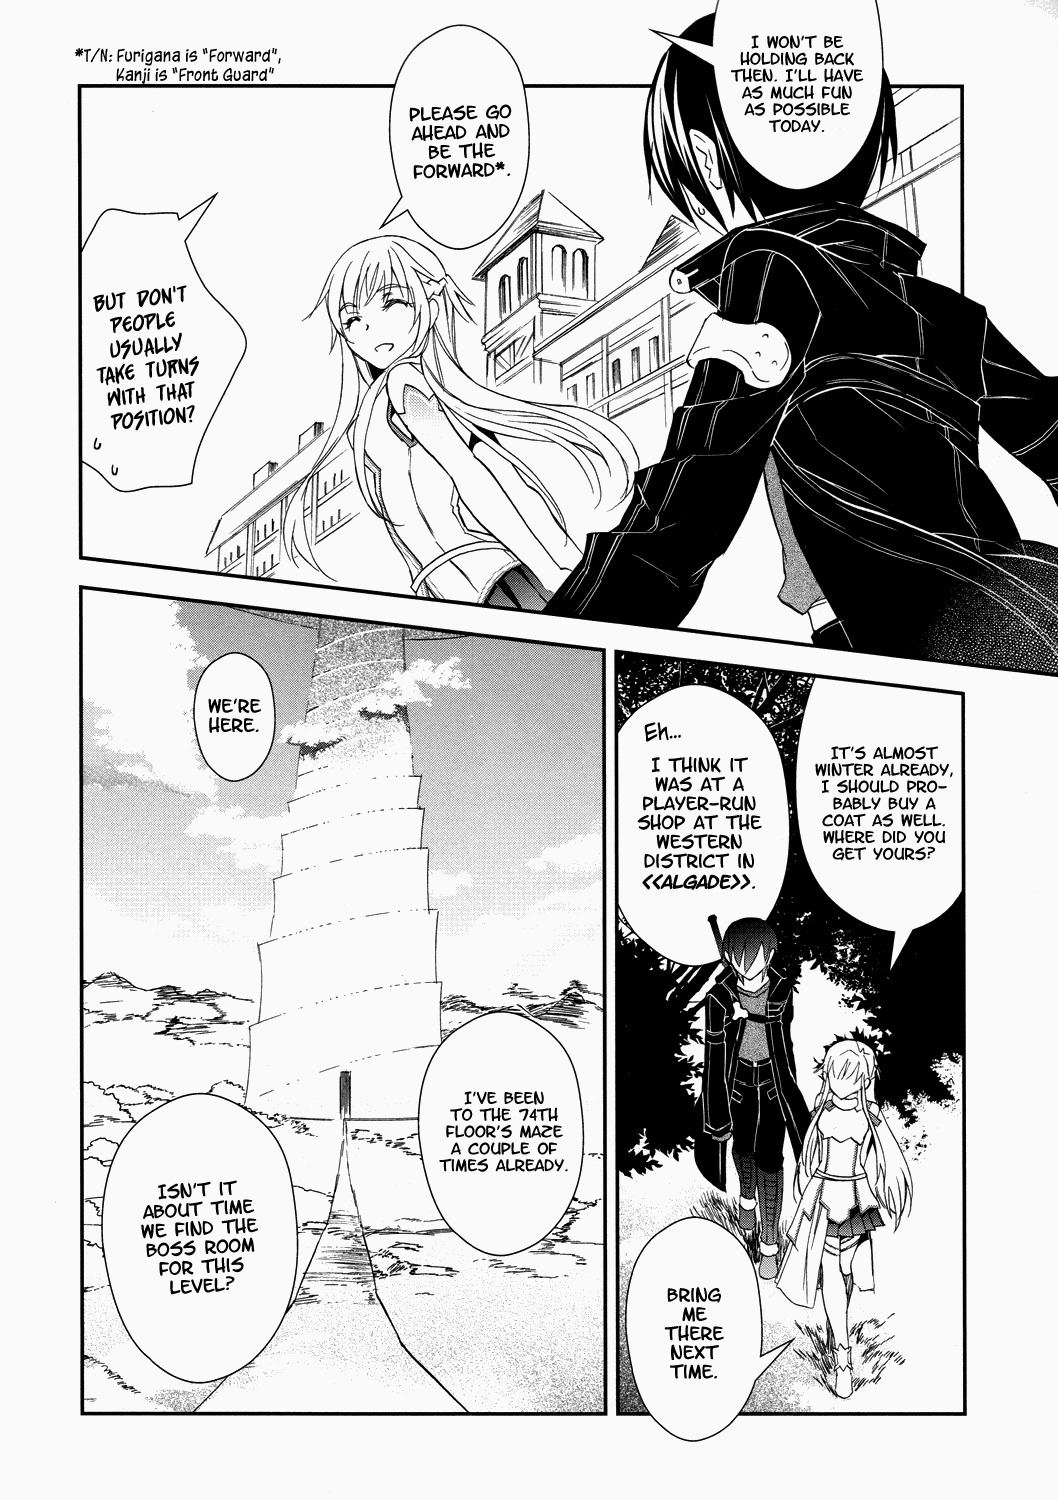 *T/N: Furigana is "Forward",
Kanji is "Front Guard"
I WON'T BE
HOLDING BACK
THEN. I'LL HAVE
AS MUCH FUN
AS POSSIBLE
TODAY.
PLEASE GO
AHEAD AND
BE THE
FORWARD*.
BUT DON'T
PEOPLE
USUALLY
TAKE TURNS
WITH THAT
POSITION?
IT'S ALMOST
WINTER ALREADY,
I SHOULD PRO-
BABLY BUY A
COAT AS WELL.
WHERE DID YOU
GET YOURS?
Eh...
I THINK IT
WAS AT A
PLAYER-RUN
SHOP AT THE
WESTERN
DISTRICT IN
<<ALGADE>>.
BRING
ME
THERE
NEXT
TIME.
WE'RE
HERE.
I'VE BEEN
TO THE 74TH
FLOOR'S MAZE
A COUPLE OF
TIMES ALREADY.
ISN'T IT
ABOUT TIME
WE FIND THE
BOSS ROOM
FOR THIS
LEVEL?